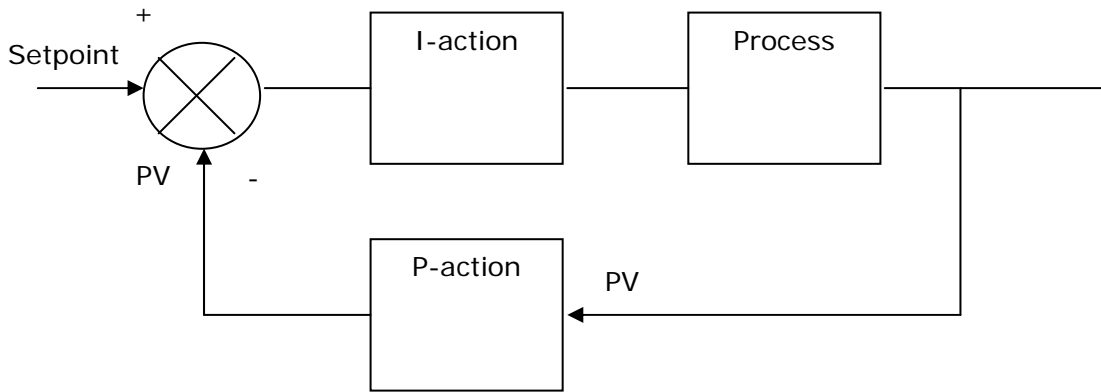 +
Setpoint
I-action
Process
PV
-
P-action
PV